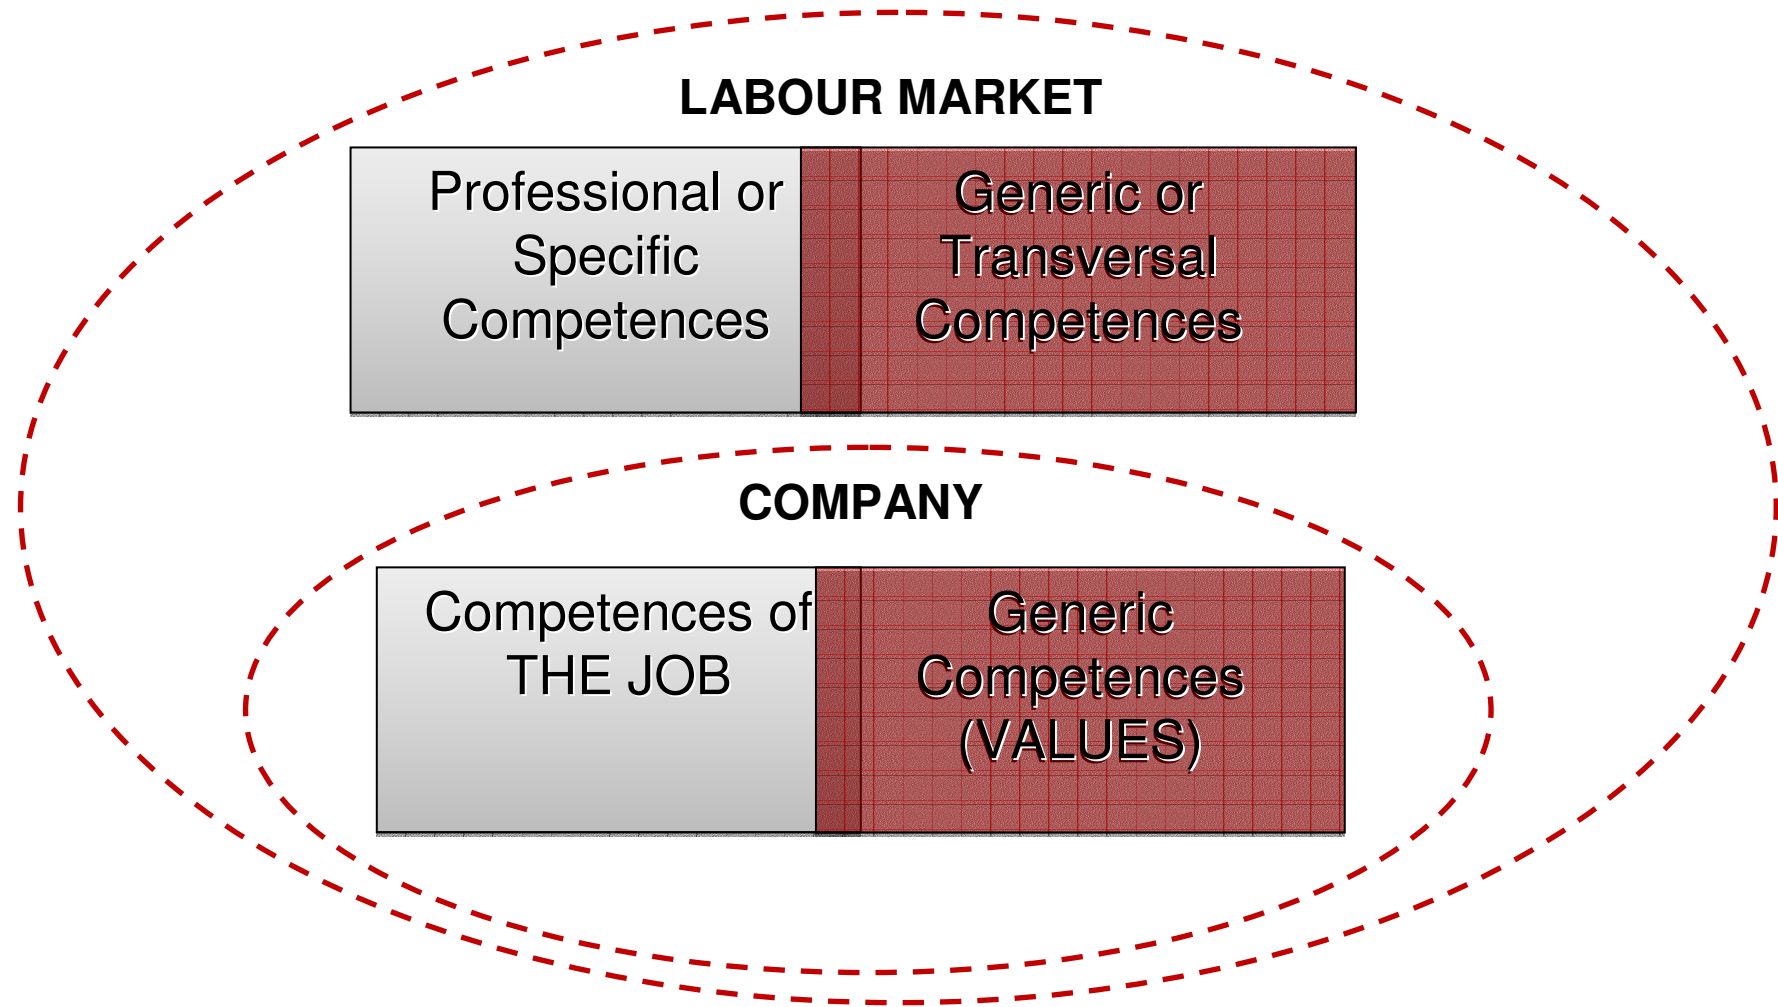 LABOUR MARKET
Professional or
Specific
Competences
Generic or
Transversal
Competences
COMPANY
Competences of
THE JOB
Generic
Competences
(VALUES)